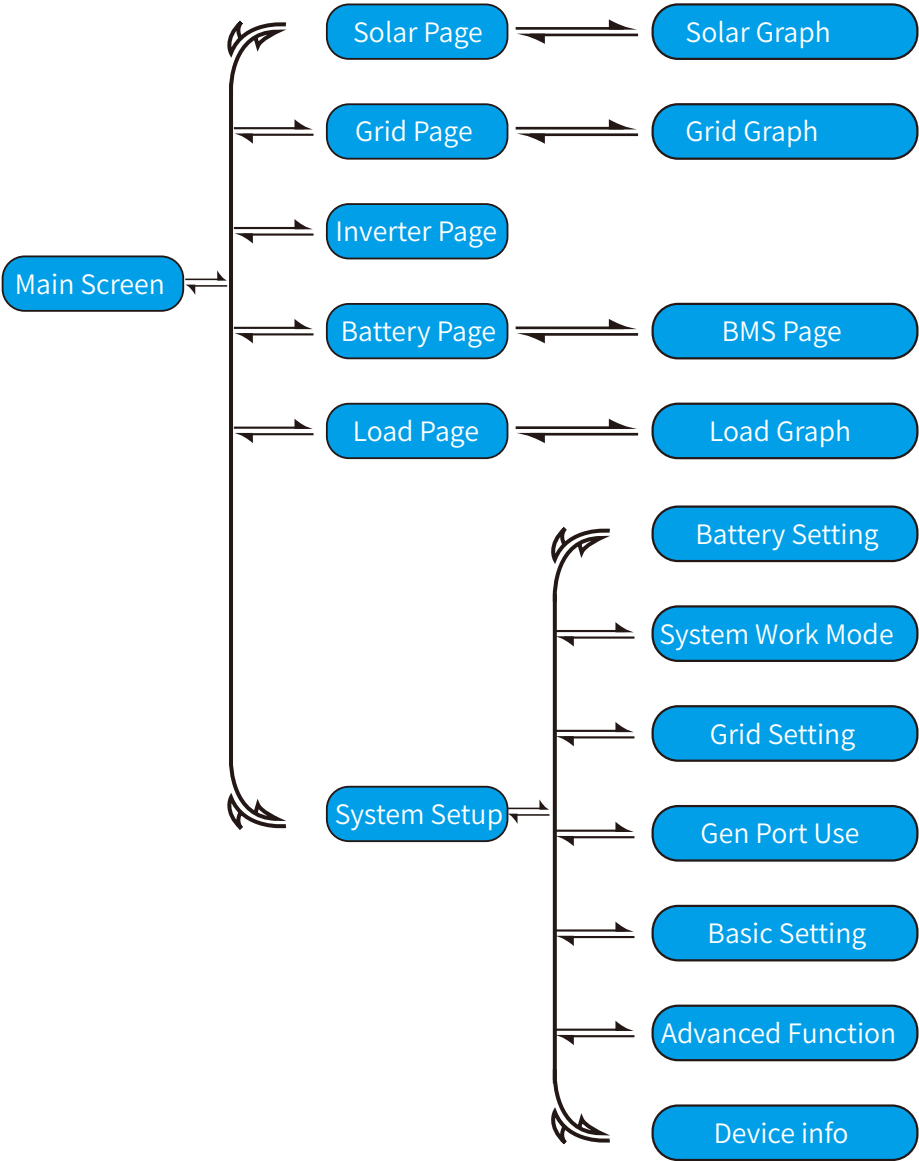 Solar Page
Solar Graph
Grid Page
Grid Graph
Inverter Page
Main Screen
Battery Page
BMS Page
Load Page
Load Graph
Battery Setting
System Work Mode
Grid Setting
System Setup
Gen Port Use
Basic Setting
Advanced Function
Device info